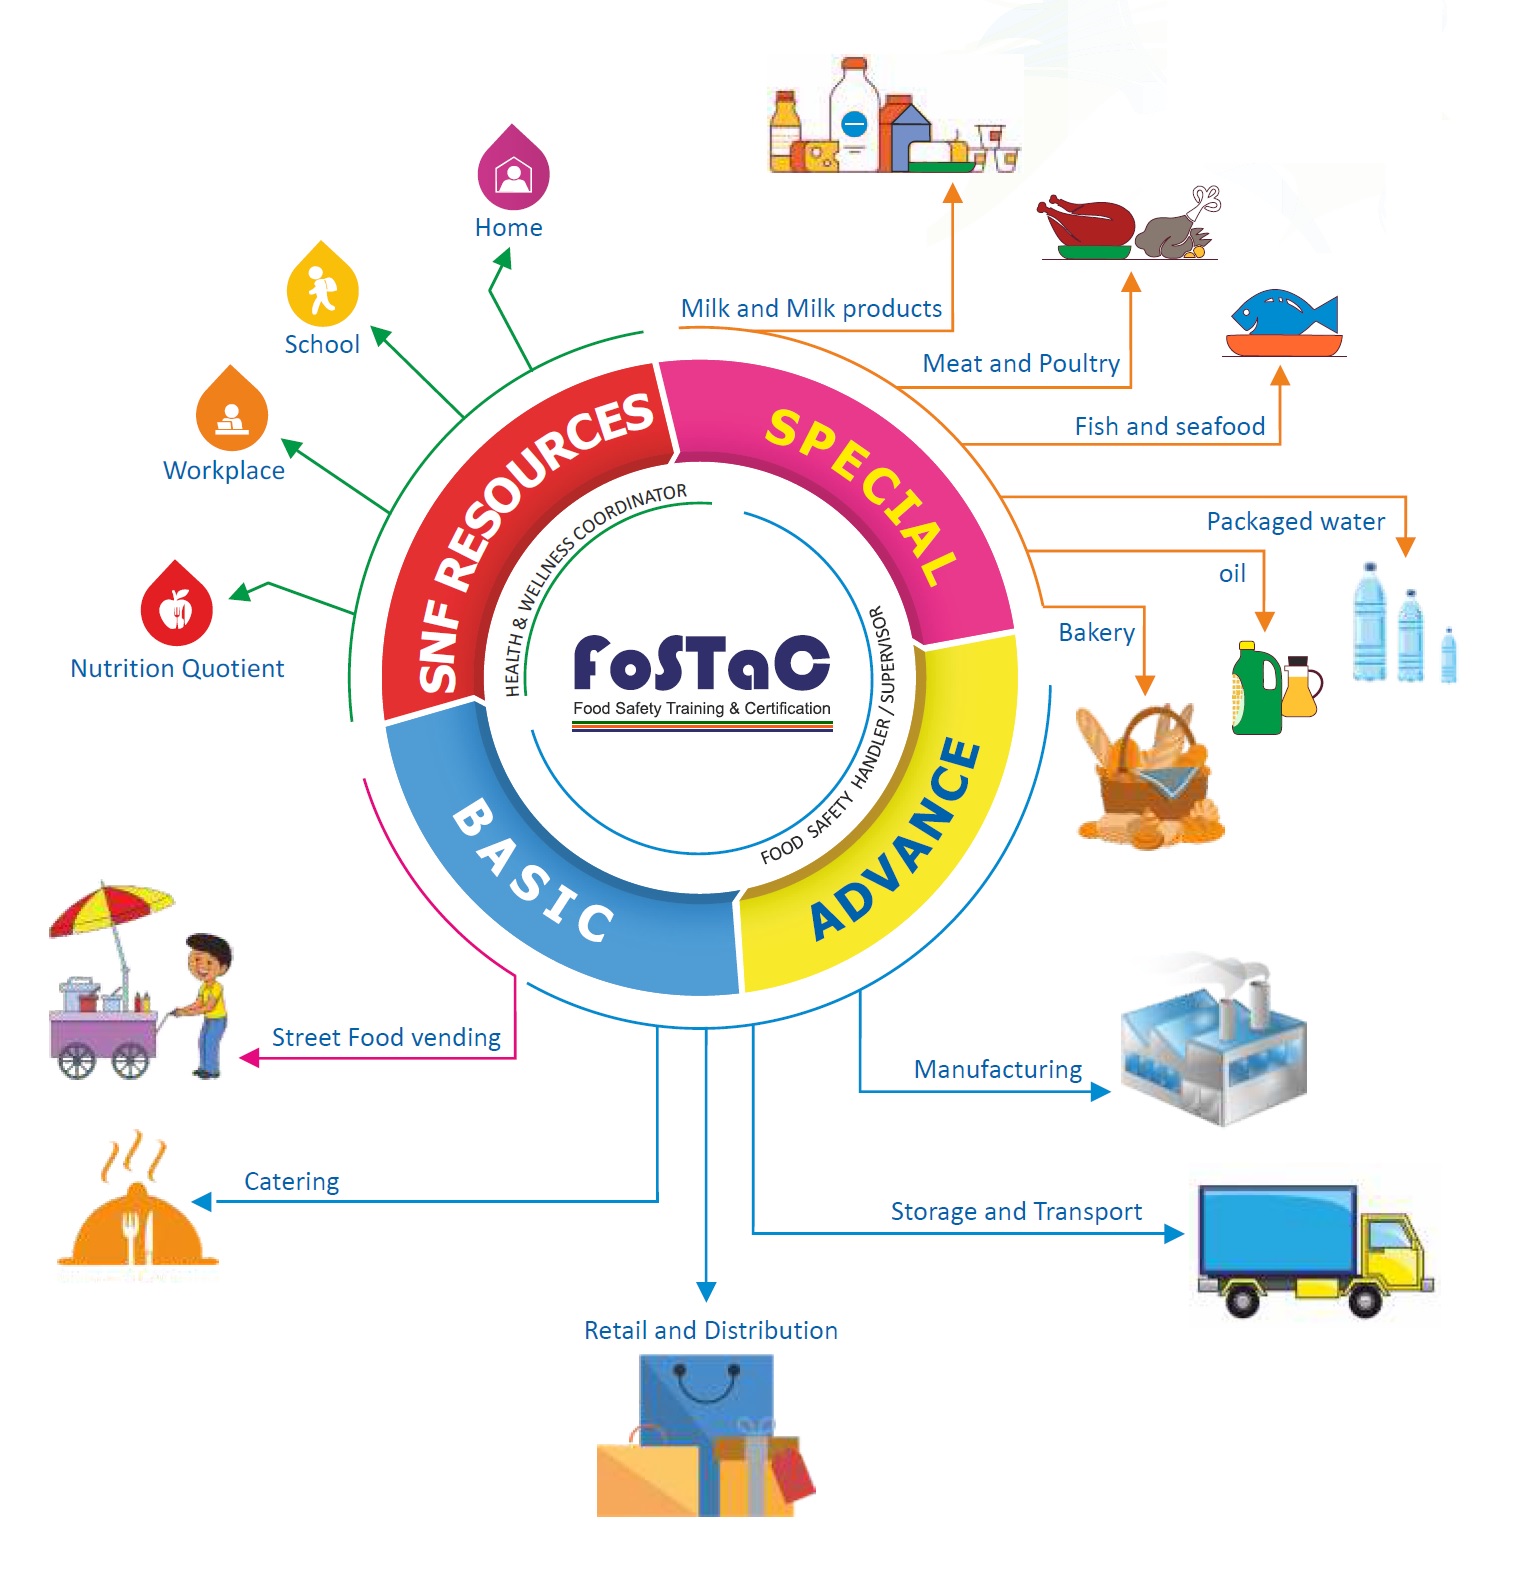 Home
School
Workplace
Nutrition Quotient
Milk and Milk products
Meat and Poultry
Fish and seafood
Packaged water
oil
Bakery
SNF RESOURCES
SPECIAL
ADVANCE
BASIC
HEALTH & WELLNESS COORDINATOR
FOOD SAFETY HANDLER / SUPERVISOR
FoSTaC
Food Safety Training & Certification
Street Food vending
Catering
Retail and Distribution
Manufacturing
Storage and Transport